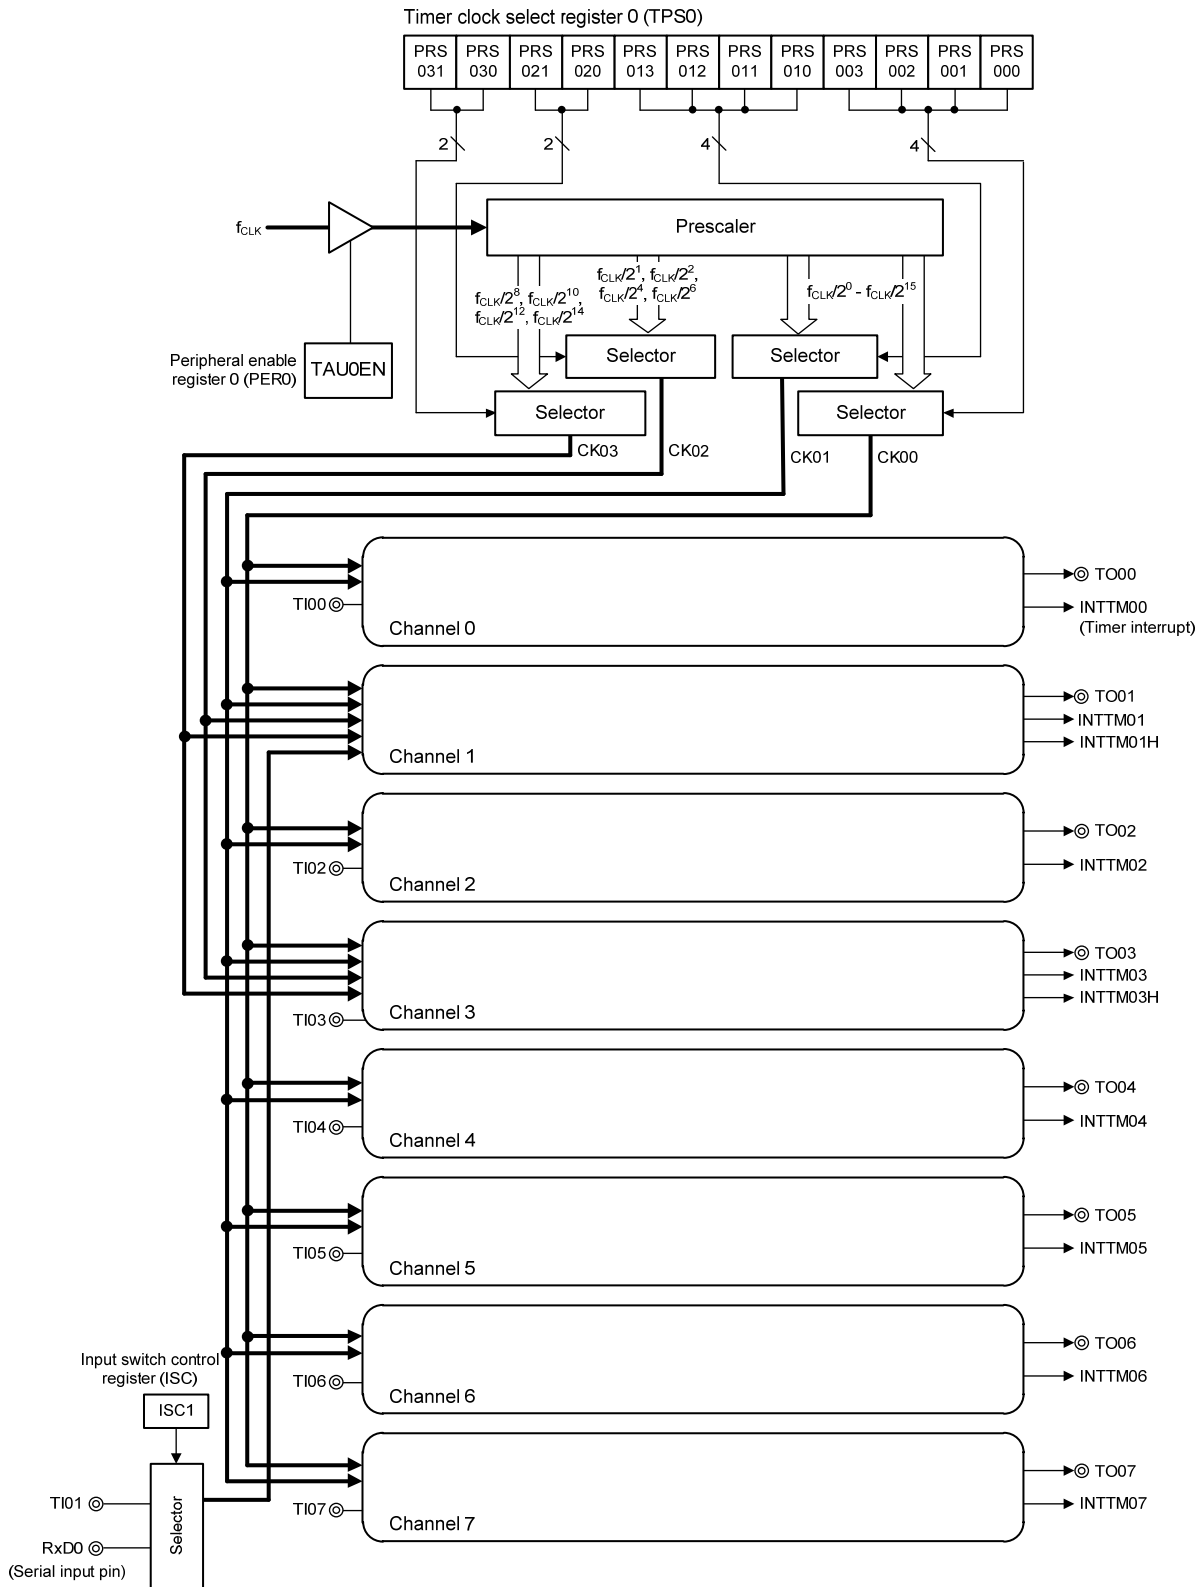 Timer clock select register 0 (TPS0)
PRS PRS PRS PRS PRS PRS PRS PRS PRS PRS PRS PRS
031 030 021 020 013 012 011 010 003 002 001 000
2 2 4 4
fCLK
Prescaler
fCLK/2^8, fCLK/2^10,
fCLK/2^12, fCLK/2^14
fCLK/2^1, fCLK/2^2,
fCLK/2^4, fCLK/2^6
fCLK/2^0 - fCLK/2^15
Peripheral enable
register 0 (PER0)
TAU0EN
Selector
Selector
Selector
Selector
CK03
CK02
CK01
CK00
TI00
Channel 0
TO00
INTTM00
(Timer interrupt)
Channel 1
TO01
INTTM01
INTTM01H
TI02
Channel 2
TO02
INTTM02
TI03
Channel 3
TO03
INTTM03
INTTM03H
TI04
Channel 4
TO04
INTTM04
TI05
Channel 5
TO05
INTTM05
TI06
Channel 6
TO06
INTTM06
Input switch control
register (ISC)
ISC1
TI01
RxD0
(Serial input pin)
Selector
TI07
Channel 7
TO07
INTTM07